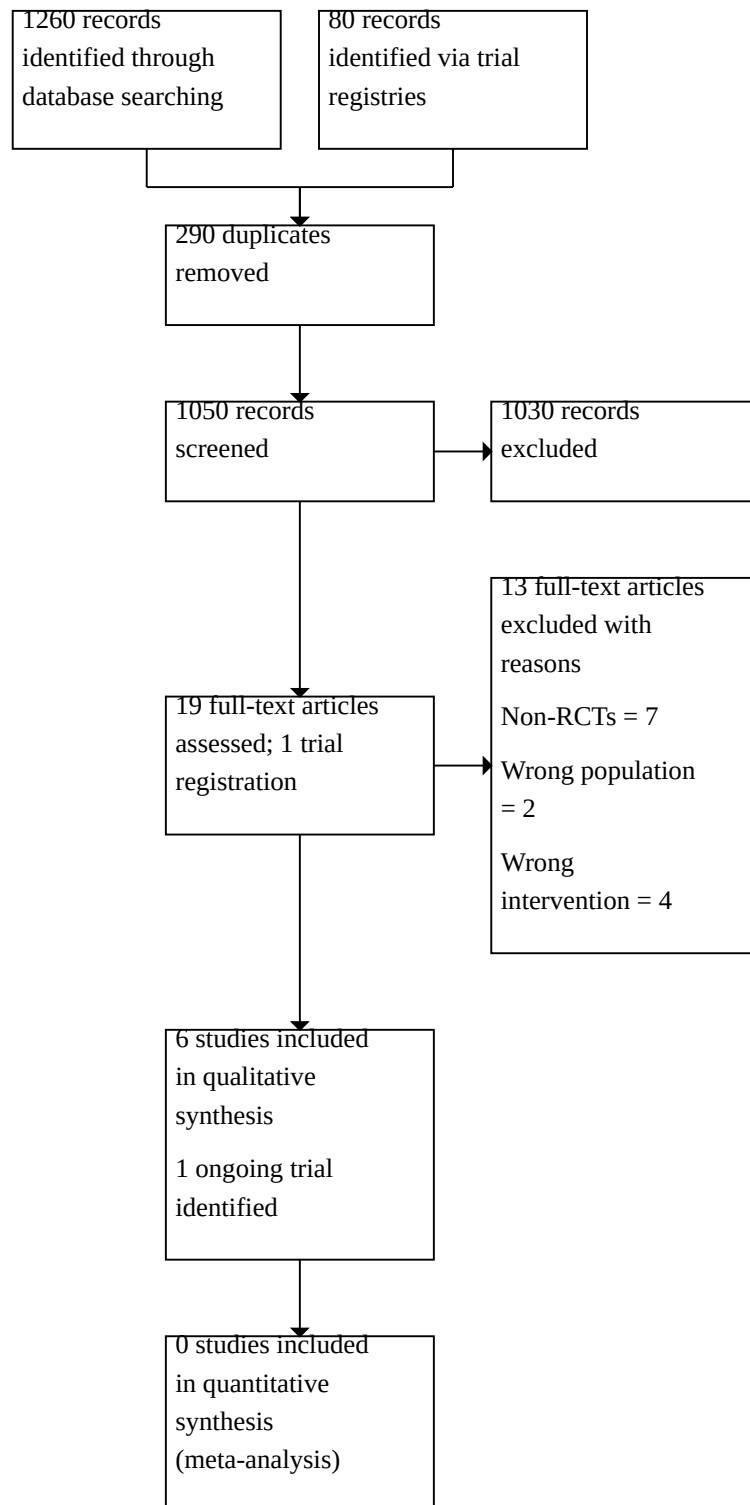 1260 records
identified through
database searching
80 records
identified via trial
registries
290 duplicates
removed
1050 records
screened
1030 records
excluded
13 full-text articles
excluded with
reasons
Non-RCTs = 7
Wrong population
= 2
Wrong
intervention = 4
19 full-text articles
assessed; 1 trial
registration
6 studies included
in qualitative
synthesis
1 ongoing trial
identified
0 studies included
in quantitative
synthesis
(meta-analysis)